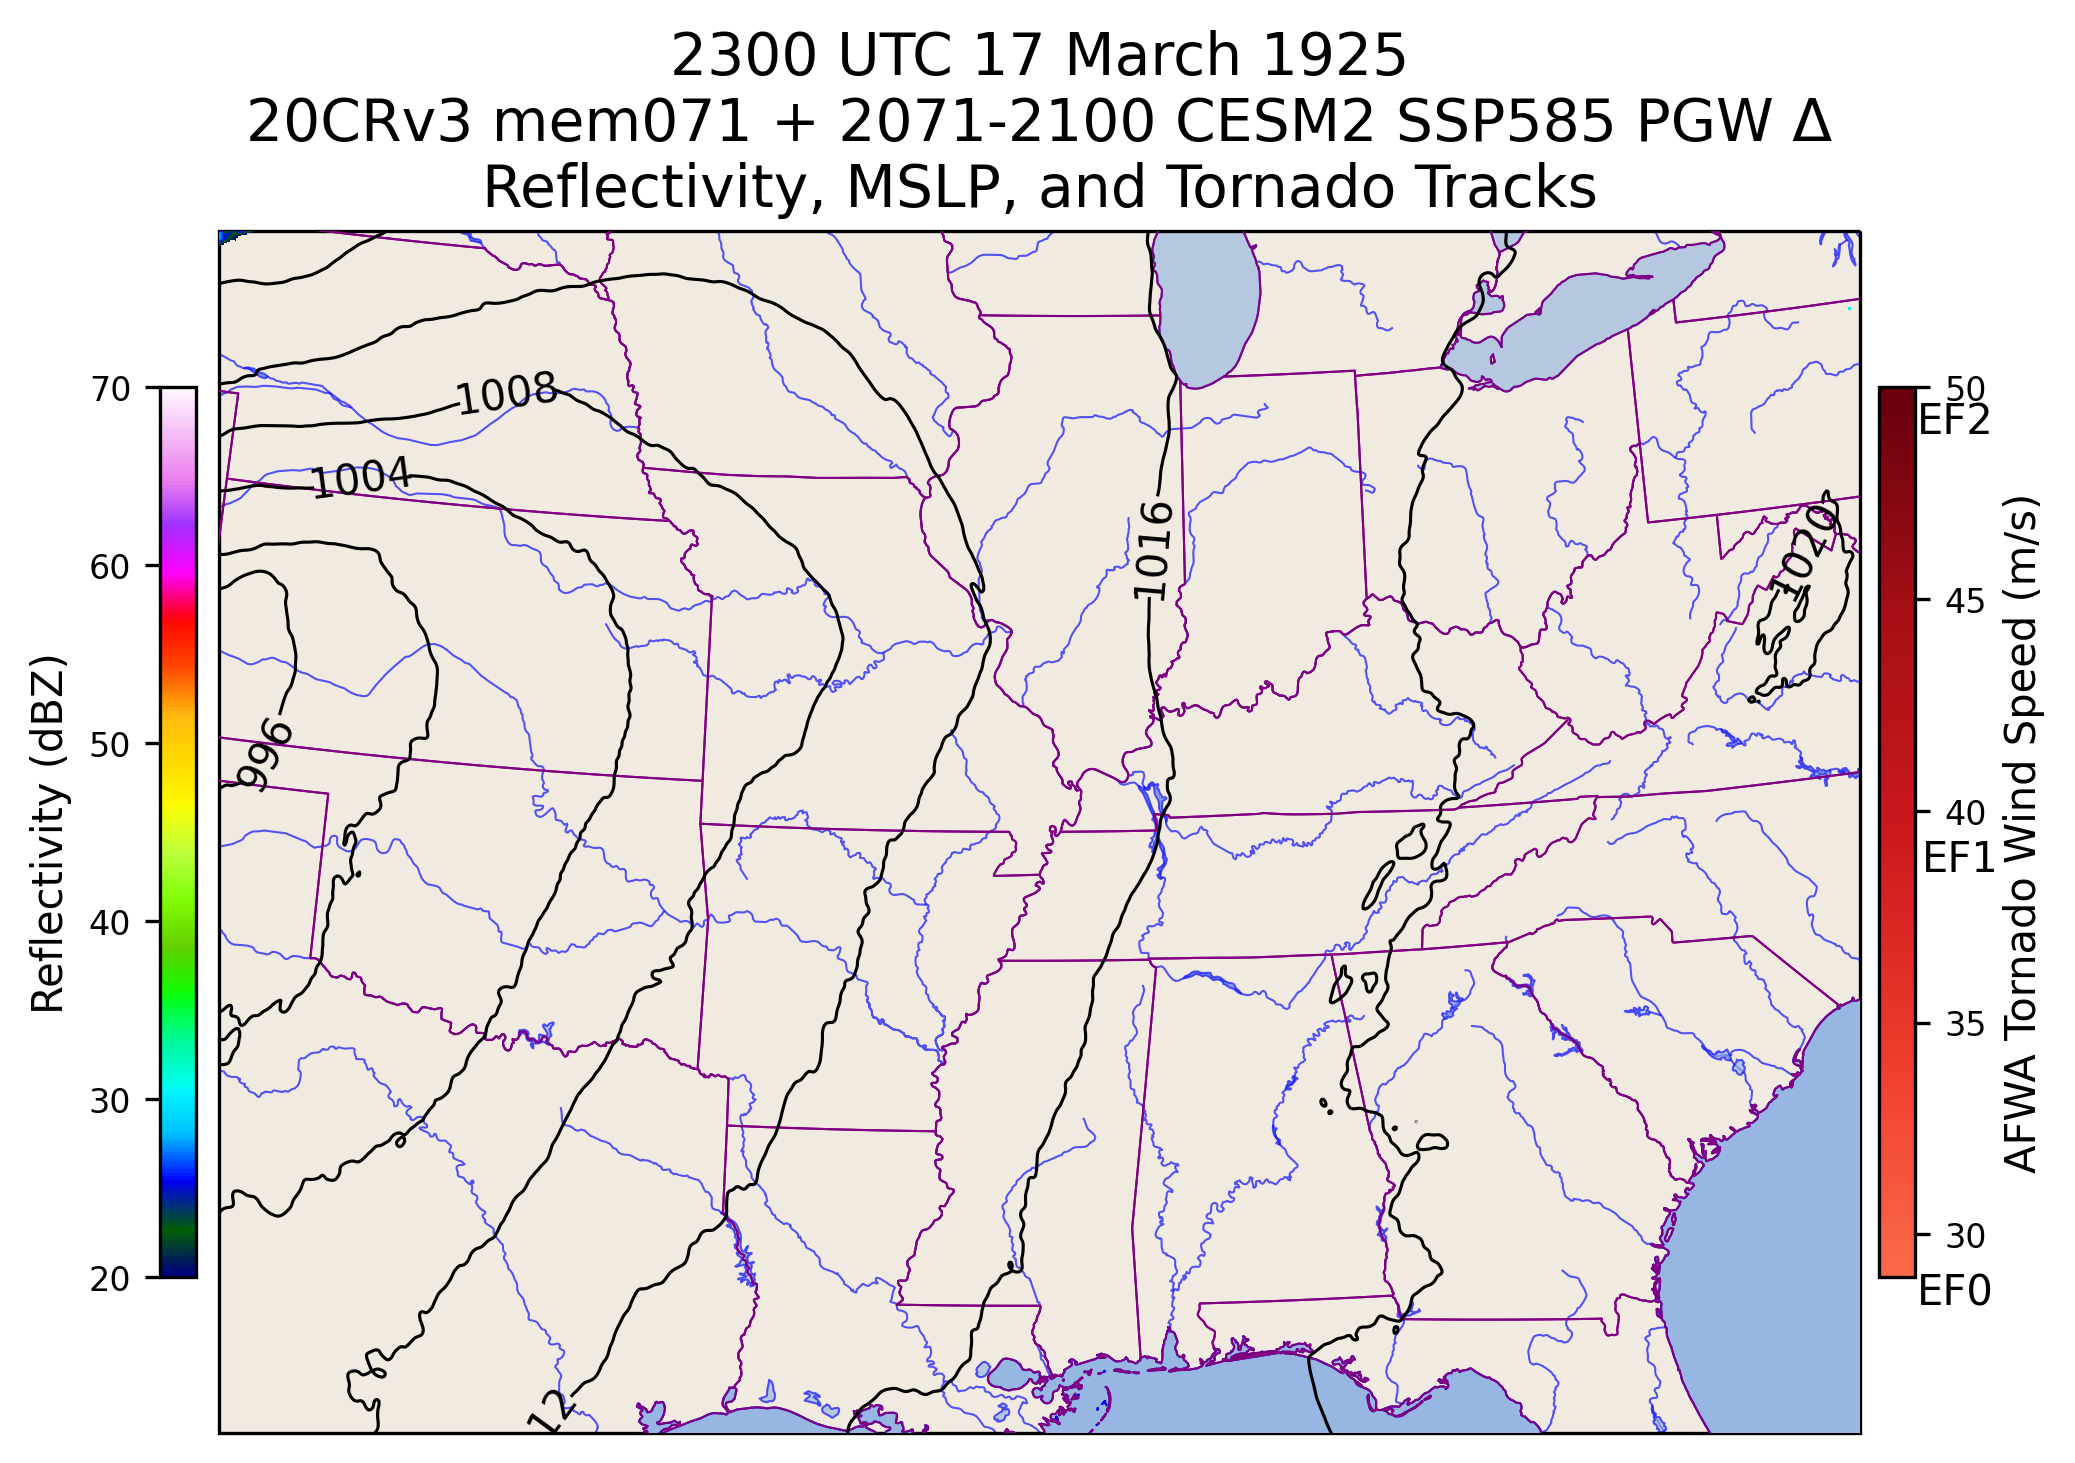 2300 UTC 17 March 1925
20CRv3 mem071 + 2071-2100 CESM2 SSP585 PGW Δ
Reflectivity, MSLP, and Tornado Tracks
Reflectivity (dBZ)
70
60
50
40
30
20
1008
1004
996
1016
1020
12
50
EF2
45
40
EF1
35
30
EF0
AFWA Tornado Wind Speed (m/s)